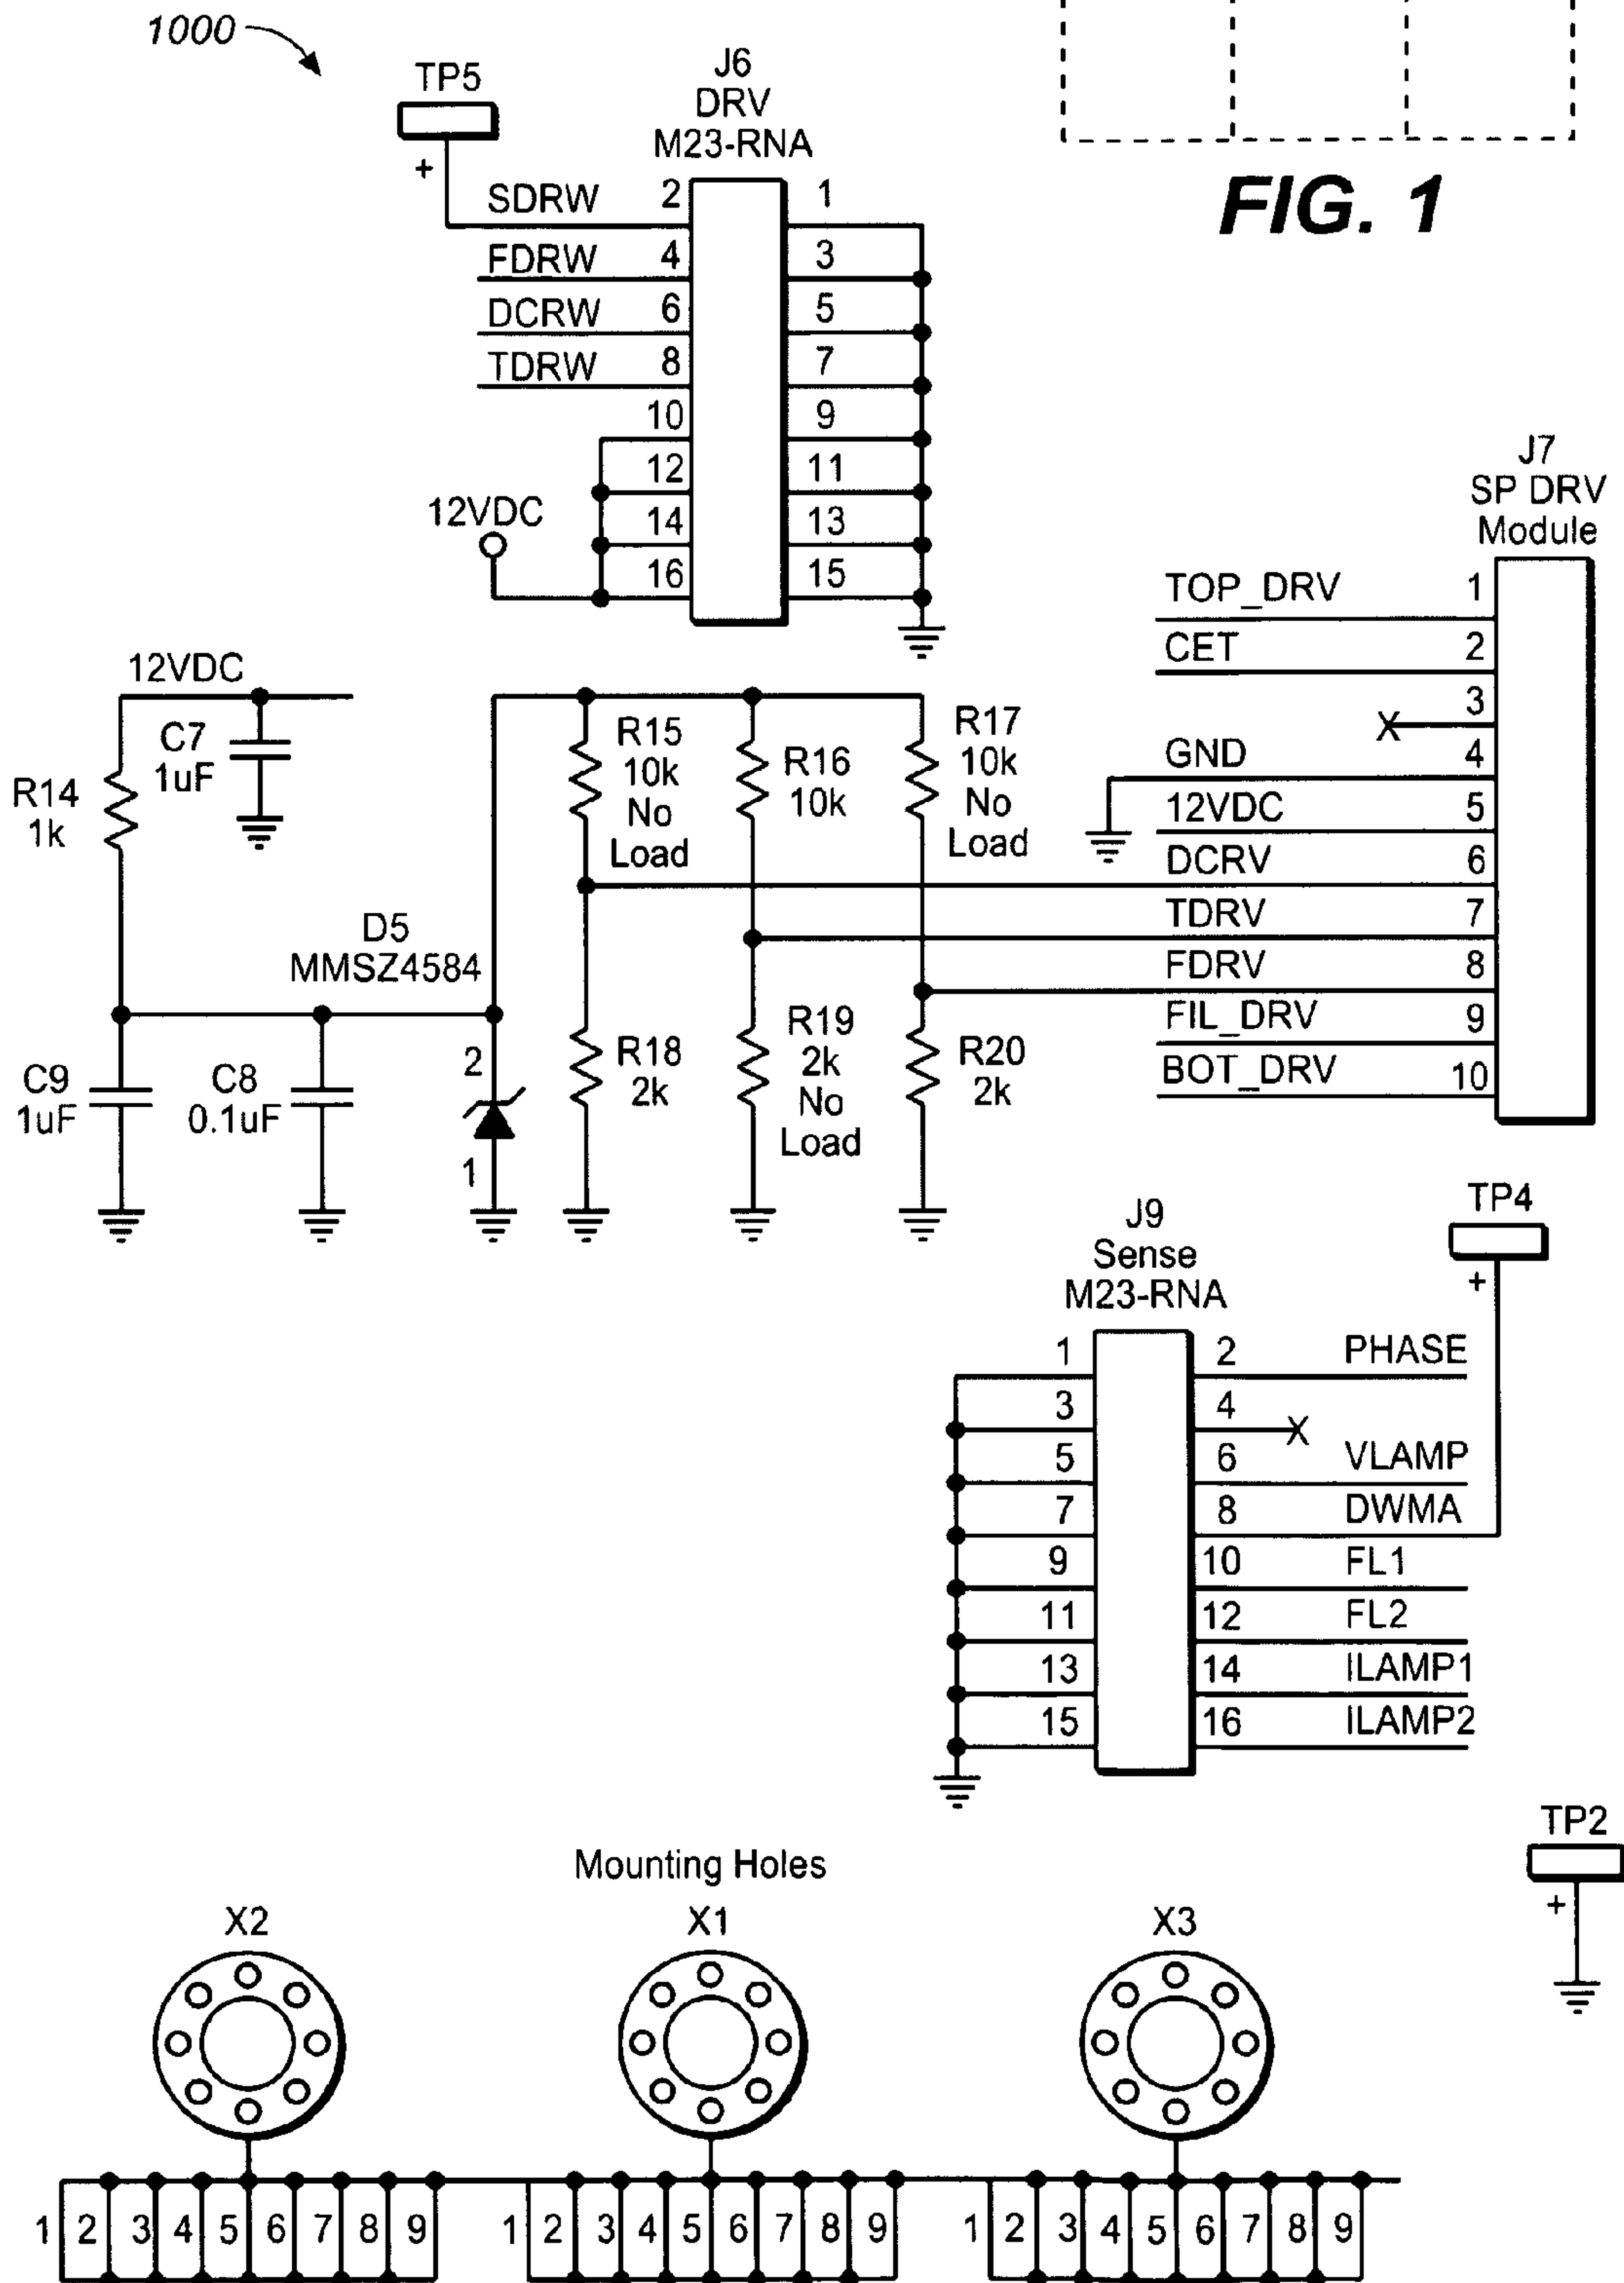 1000
FIG. 1
TP5
+
J6
DRV
M23-RNA
SDRW 2 1
FDRW 4 3
DCRW 6 5
TDRW 8 7
10 9
12 11
14 13
16 15
12VDC
J7
SP DRV
Module
TOP_DRV 1
CET 2
X 3
GND 4
12VDC 5
DCRV 6
TDRV 7
FDRV 8
FIL_DRV 9
BOT_DRV 10
12VDC
C7
1uF
R14
1k
R15
10k
No
Load
R16
10k
R17
10k
No
Load
D5
MMSZ4584
C9
1uF
C8
0.1uF
2
1
R18
2k
R19
2k
No
Load
R20
2k
J9
Sense
M23-RNA
TP4
+
1 2 PHASE
3 4 X
5 6 VLAMP
7 8 DWMA
9 10 FL1
11 12 FL2
13 14 ILAMP1
15 16 ILAMP2
TP2
+
Mounting Holes
X2 X1 X3
1 2 3 4 5 6 7 8 9 1 2 3 4 5 6 7 8 9 1 2 3 4 5 6 7 8 9